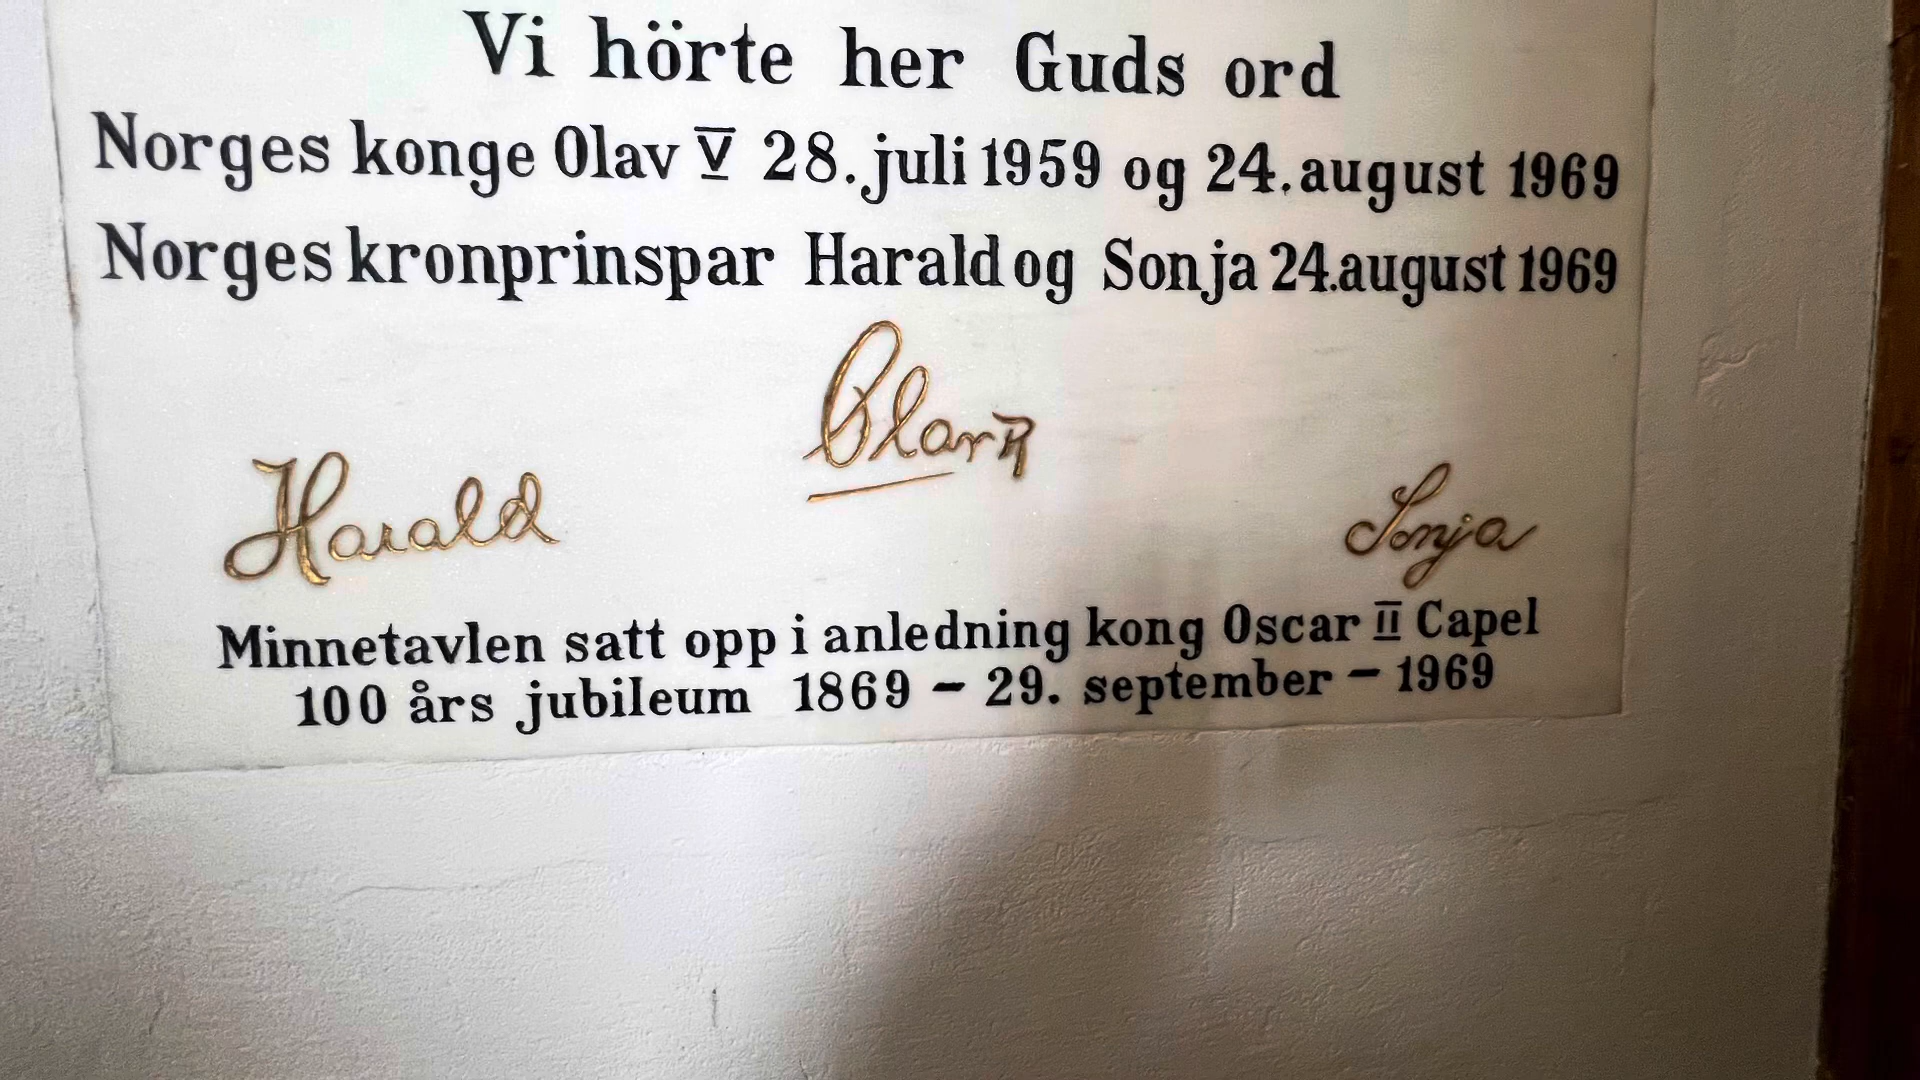 Vi hörte her Guds ord
Norges konge Olav V 28. juli 1959 og 24. august 1969
Norges kronprinspar Harald og Sonja 24. august 1969
Olav R
Harald
Sonja
Minnetavlen satt opp i anledning kong Oscar II Capel
100 års jubileum 1869 - 29. september - 1969